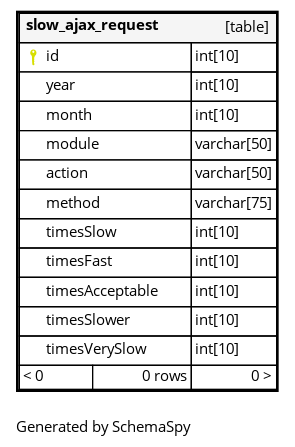 slow_ajax_request [table]
id int[10]
year int[10]
month int[10]
module varchar[50]
action varchar[50]
method varchar[75]
timesSlow int[10]
timesFast int[10]
timesAcceptable int[10]
timesSlower int[10]
timesVerySlow int[10]
< 0 0 rows 0 >
Generated by SchemaSpy